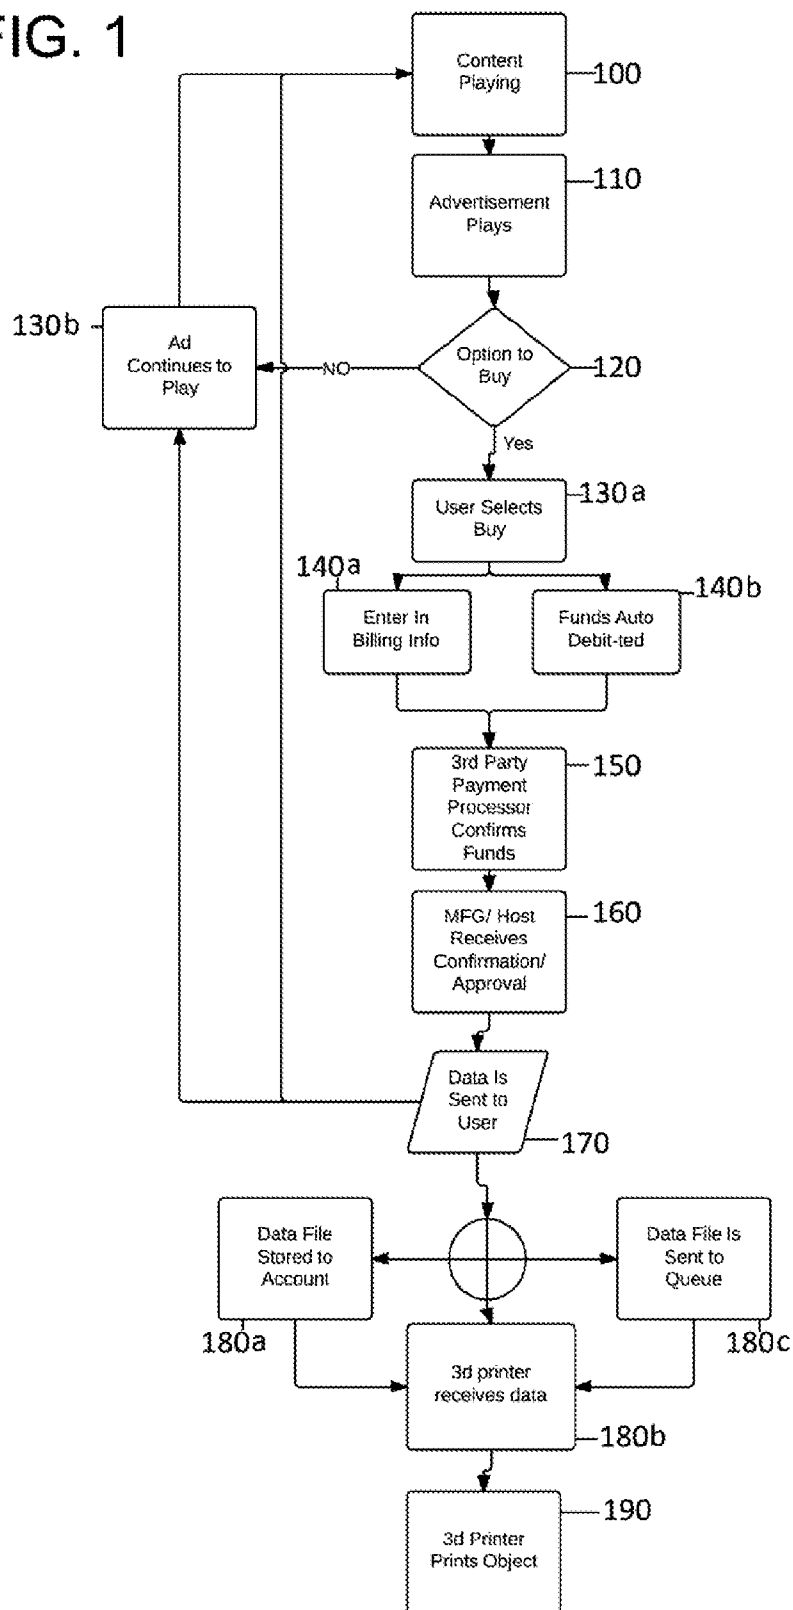 FIG. 1
Content
Playing
100
Advertisement
Plays
110
130b
Ad
Continues to
Play
NO
Option to
Buy
120
Yes
User Selects
Buy
130a
140a
Enter In
Billing Info
Funds Auto
Debit-ted
140b
3rd Party
Payment
Processor
Confirms
Funds
150
MFG/ Host
Receives
Confirmation/
Approval
160
Data Is
Sent to
User
170
Data File
Stored to
Account
180a
Data File Is
Sent to
Queue
180c
3d printer
receives data
180b
3d Printer
Prints Object
190